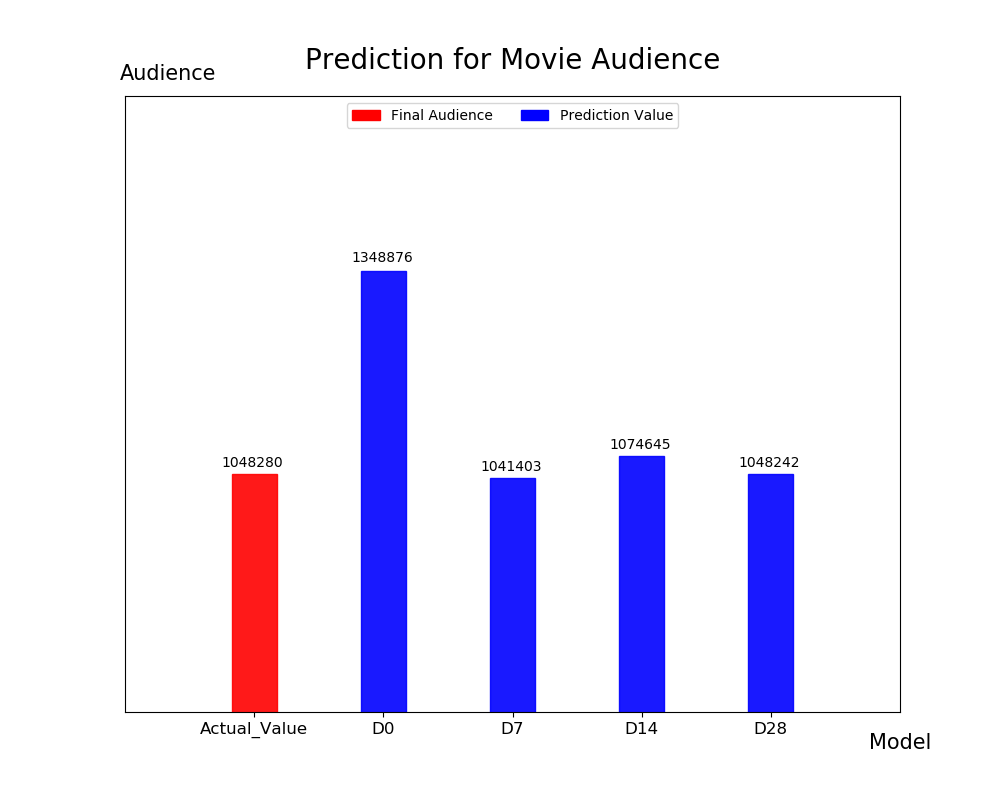 Prediction for Movie Audience
Audience
Final Audience
Prediction Value
1348876
1048280
1041403
1074645
1048242
Actual_Value
D0
D7
D14
D28
Model